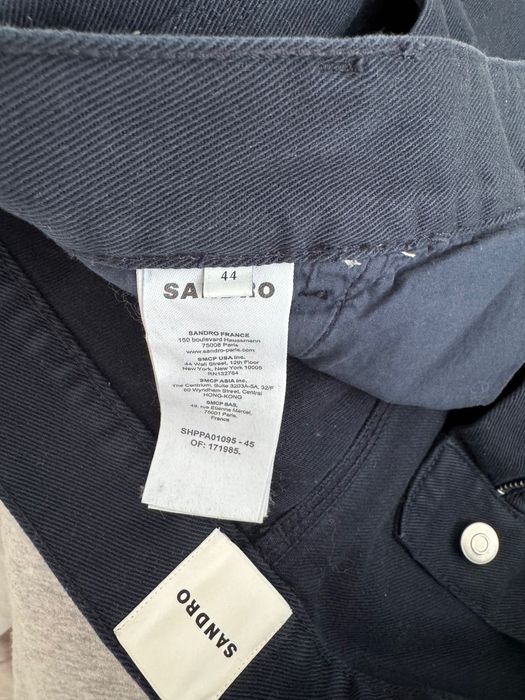 44
SANDRO
SANDRO FRANCE
150 boulevard Haussmann
75008 Paris
www.sandro-paris.com
SMCP USA Inc.
44 Wall Street, 12th Floor
New York, New York 10005
RN132784
SMCP ASIA Inc.
The Centrium, Suite 3203A-5A, 32/F
60 Wyndham Street, Central
HONG-KONG
SMCP SAS,
49, rue Etienne Marcel,
75001 Paris,
France
SHPPA01095 - 45
OF: 171985.
SANDRO